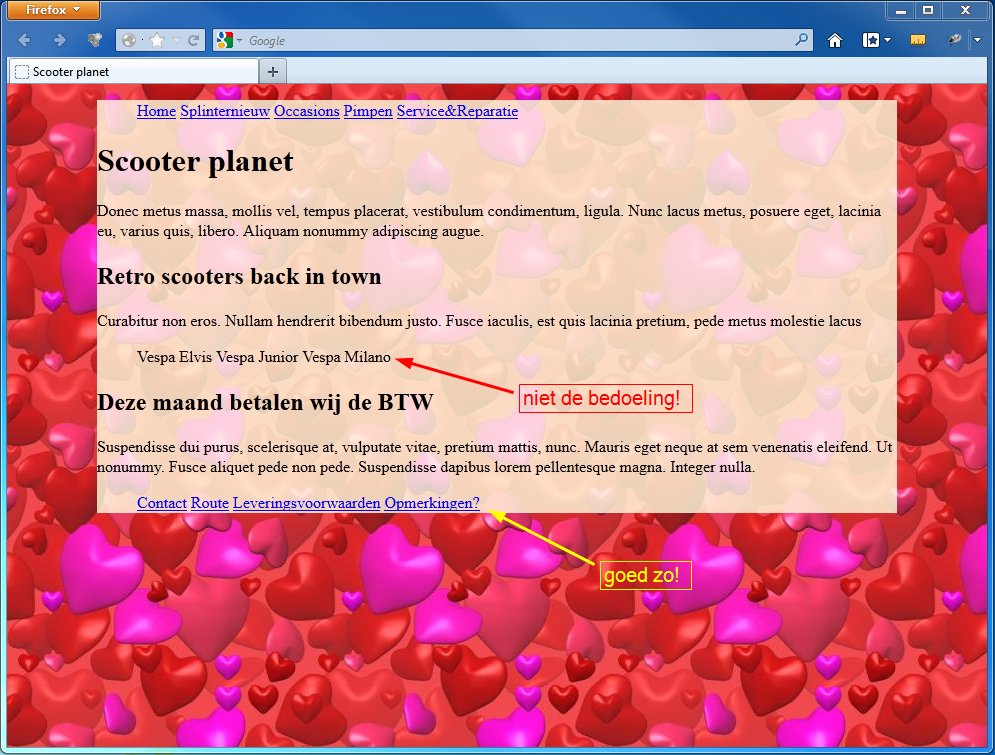 Firefox
Google
Scooter planet
Home Splinternieuw Occasions Pimpen Service&Reparatie
Scooter planet
Donec metus massa, mollis vel, tempus placerat, vestibulum condimentum, ligula. Nunc lacus metus, posuere eget, lacinia
eu, varius quis, libero. Aliquam nonummy adipiscing augue.
Retro scooters back in town
Curabitur non eros. Nullam hendrerit bibendum justo. Fusce iaculis, est quis lacinia pretium, pede metus molestie lacus
Vespa Elvis Vespa Junior Vespa Milano
niet de bedoeling!
Deze maand betalen wij de BTW
Suspendisse dui purus, scelerisque at, vulputate vitae, pretium mattis, nunc. Mauris eget neque at sem venenatis eleifend. Ut
nonummy. Fusce aliquet pede non pede. Suspendisse dapibus lorem pellentesque magna. Integer nulla.
Contact Route Leveringsvoorwaarden Opmerkingen?
goed zo!